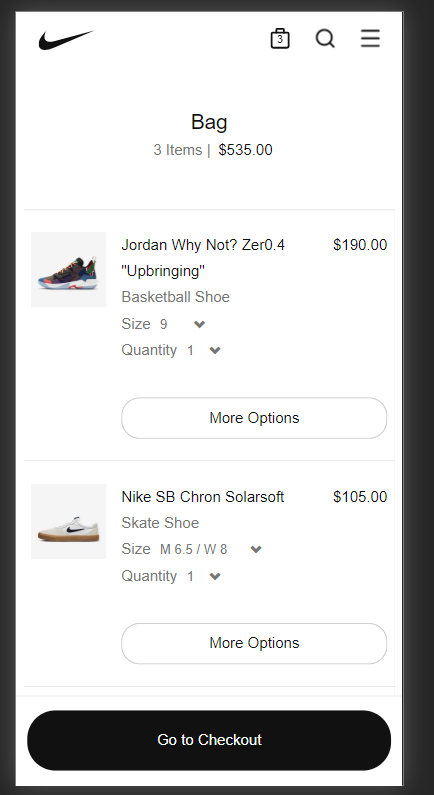 3
Bag
3 Items | $535.00
Jordan Why Not? Zer0.4 $190.00
"Upbringing"
Basketball Shoe
Size 9
Quantity 1
More Options
Nike SB Chron Solarsoft $105.00
Skate Shoe
Size M 6.5 / W 8
Quantity 1
More Options
Go to Checkout